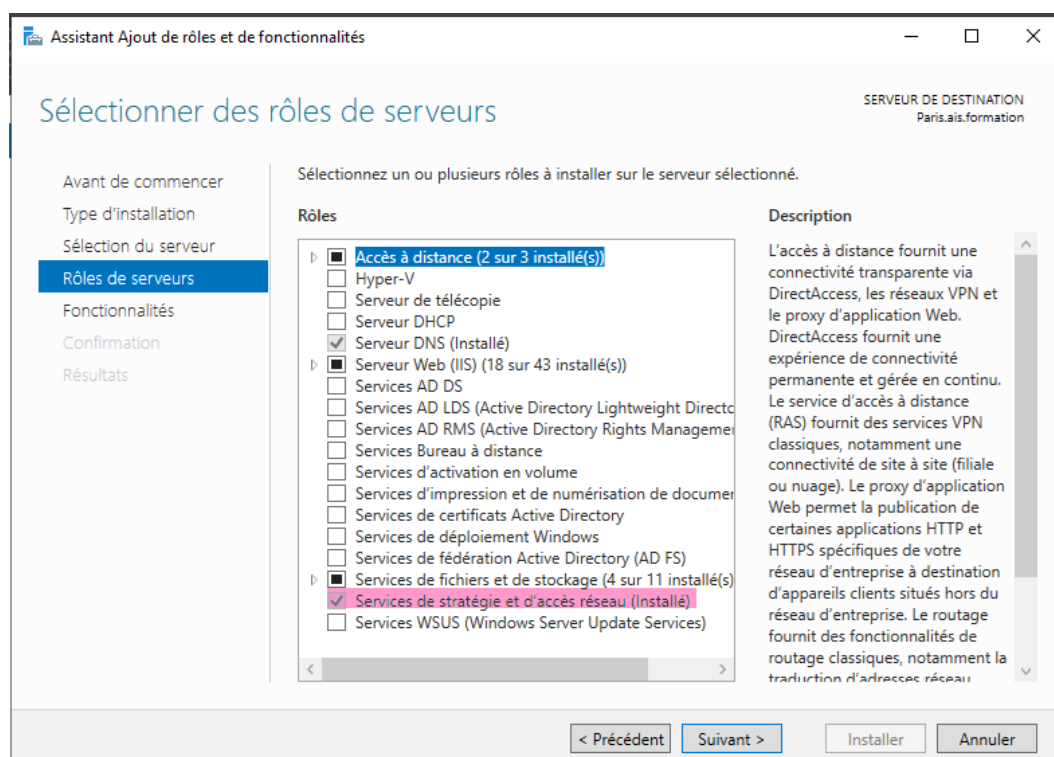 Assistant Ajout de rôles et de fonctionnalités
Sélectionner des rôles de serveurs
SERVEUR DE DESTINATION
Paris.ais.formation
Avant de commencer
Type d'installation
Sélection du serveur
Rôles de serveurs
Fonctionnalités
Confirmation
Résultats
Sélectionnez un ou plusieurs rôles à installer sur le serveur sélectionné.
Rôles
Accès à distance (2 sur 3 installé(s))
Hyper-V
Serveur de télécopie
Serveur DHCP
Serveur DNS (Installé)
Serveur Web (IIS) (18 sur 43 installé(s))
Services AD DS
Services AD LDS (Active Directory Lightweight Directc
Services AD RMS (Active Directory Rights Managemer
Services Bureau à distance
Services d'activation en volume
Services d'impression et de numérisation de documer
Services de certificats Active Directory
Services de déploiement Windows
Services de fédération Active Directory (AD FS)
Services de fichiers et de stockage (4 sur 11 installé(s)
Services de stratégie et d'accès réseau (Installé)
Services WSUS (Windows Server Update Services)
Description
L'accès à distance fournit une
connectivité transparente via
DirectAccess, les réseaux VPN et
le proxy d'application Web.
DirectAccess fournit une
expérience de connectivité
permanente et gérée en continu.
Le service d'accès à distance
(RAS) fournit des services VPN
classiques, notamment une
connectivité de site à site (filiale
ou nuage). Le proxy d'application
Web permet la publication de
certaines applications HTTP et
HTTPS spécifiques de votre
réseau d'entreprise à destination
d'appareils clients situés hors du
réseau d'entreprise. Le routage
fournit des fonctionnalités de
routage classiques, notamment la
traduction d'adresses réseau
< Précédent
Suivant >
Installer
Annuler